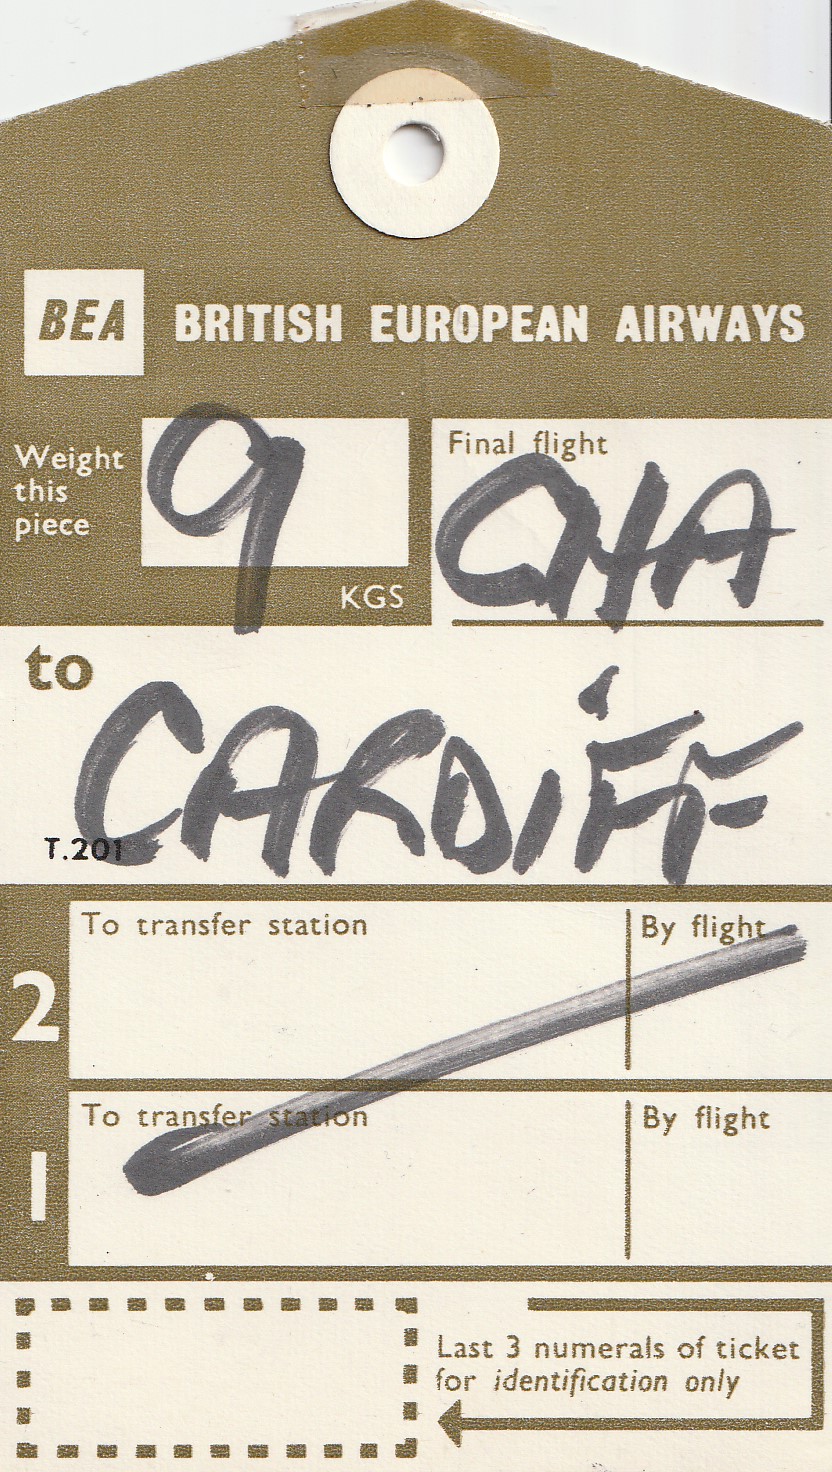 BEA BRITISH EUROPEAN AIRWAYS
Weight
this
piece
9
KGS
Final flight
CHA
to
CARDIFF
T.201
2
To transfer station
By flight
1
To transfer station
By flight
Last 3 numerals of ticket
for identification only